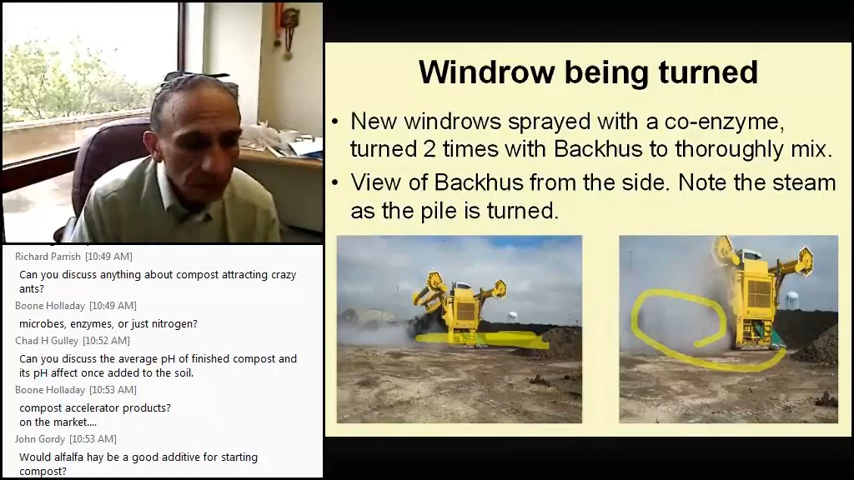 Windrow being turned
• New windrows sprayed with a co-enzyme,
turned 2 times with Backhus to thoroughly mix.
• View of Backhus from the side. Note the steam
as the pile is turned.
Richard Parrish [10:49 AM]
Can you discuss anything about compost attracting crazy
ants?
Boone Holladay [10:49 AM]
microbes, enzymes, or just nitrogen?
Chad H Gulley [10:52 AM]
Can you discuss the average pH of finished compost and
its pH affect once added to the soil.
Boone Holladay [10:53 AM]
compost accelerator products?
on the market....
John Gordy [10:53 AM]
Would alfalfa hay be a good additive for starting
compost?